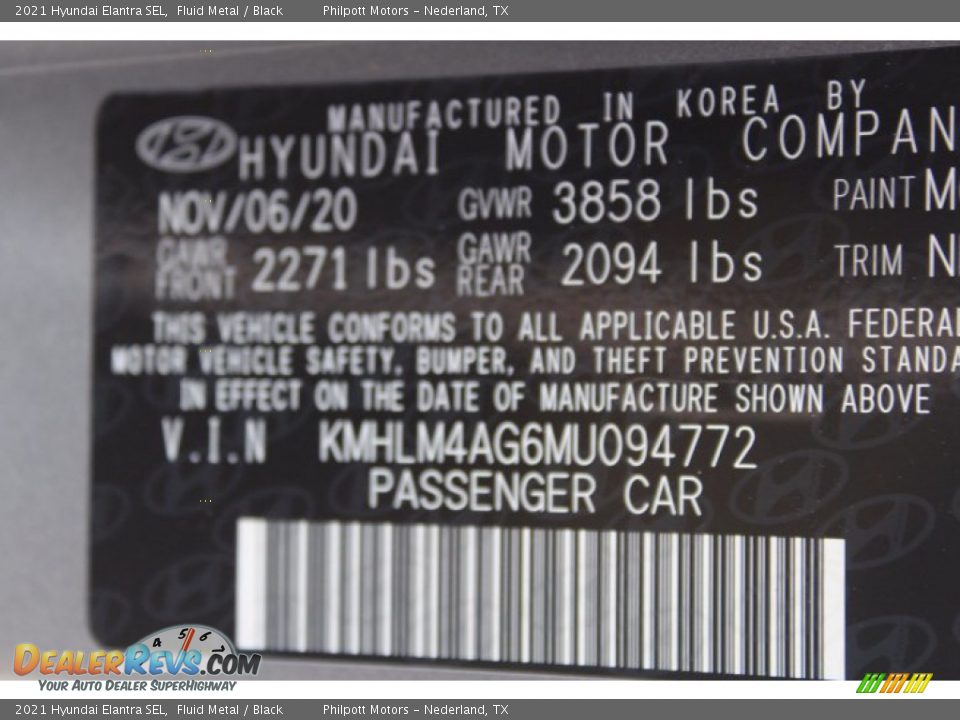 2021 Hyundai Elantra SEL, Fluid Metal / Black Philpott Motors - Nederland, TX
MANUFACTURED IN KOREA BY
HYUNDAI MOTOR COMPAN
NOV/06/20 GVWR 3858 lbs PAINT M
GAWR FRONT 2271 lbs GAWR REAR 2094 lbs TRIM N
THIS VEHICLE CONFORMS TO ALL APPLICABLE U.S.A. FEDERAL
MOTOR VEHICLE SAFETY, BUMPER, AND THEFT PREVENTION STANDA
IN EFFECT ON THE DATE OF MANUFACTURE SHOWN ABOVE
V.I.N KMHLM4AG6MU094772
PASSENGER CAR
4 5 6 7
DEALERREVS.COM
YOUR AUTO DEALER SUPERHIGHWAY
2021 Hyundai Elantra SEL, Fluid Metal / Black Philpott Motors - Nederland, TX